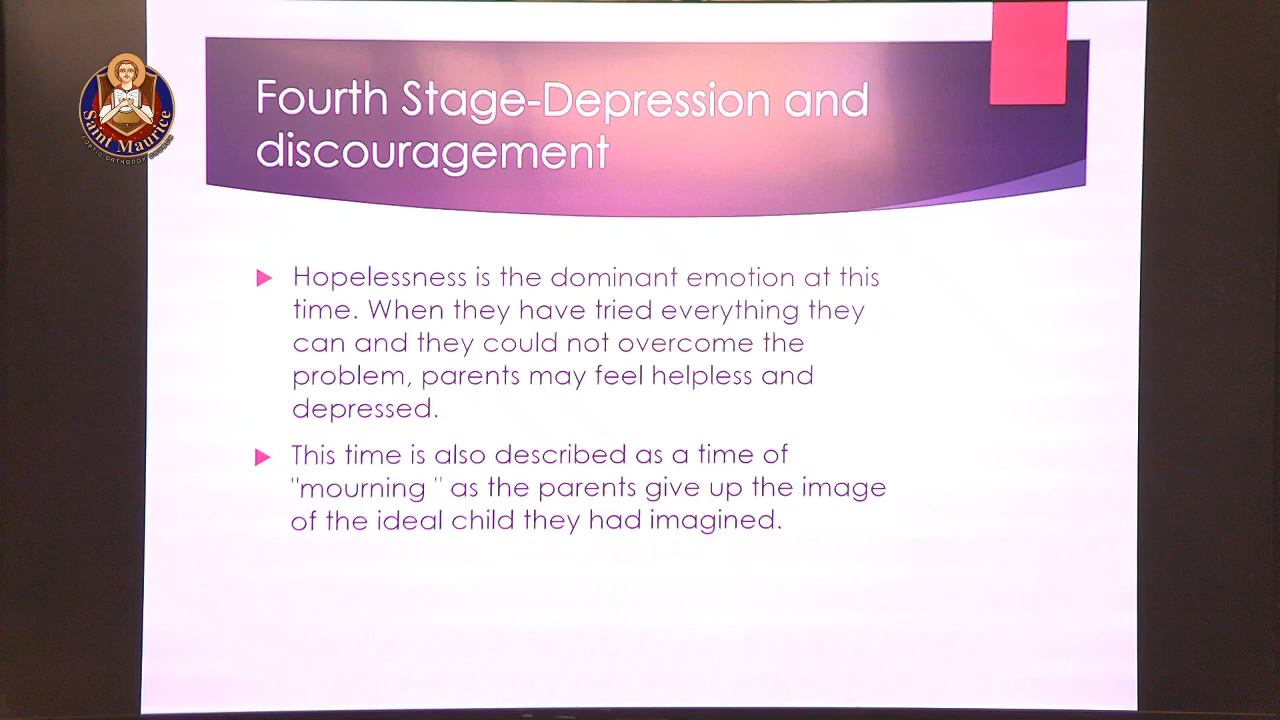 Fourth Stage-Depression and
discouragement
Hopelessness is the dominant emotion at this
time. When they have tried everything they
can and they could not overcome the
problem, parents may feel helpless and
depressed.
This time is also described as a time of
"mourning " as the parents give up the image
of the ideal child they had imagined.
Saint Maurice
COPTIC ORTHODOX CHURCH